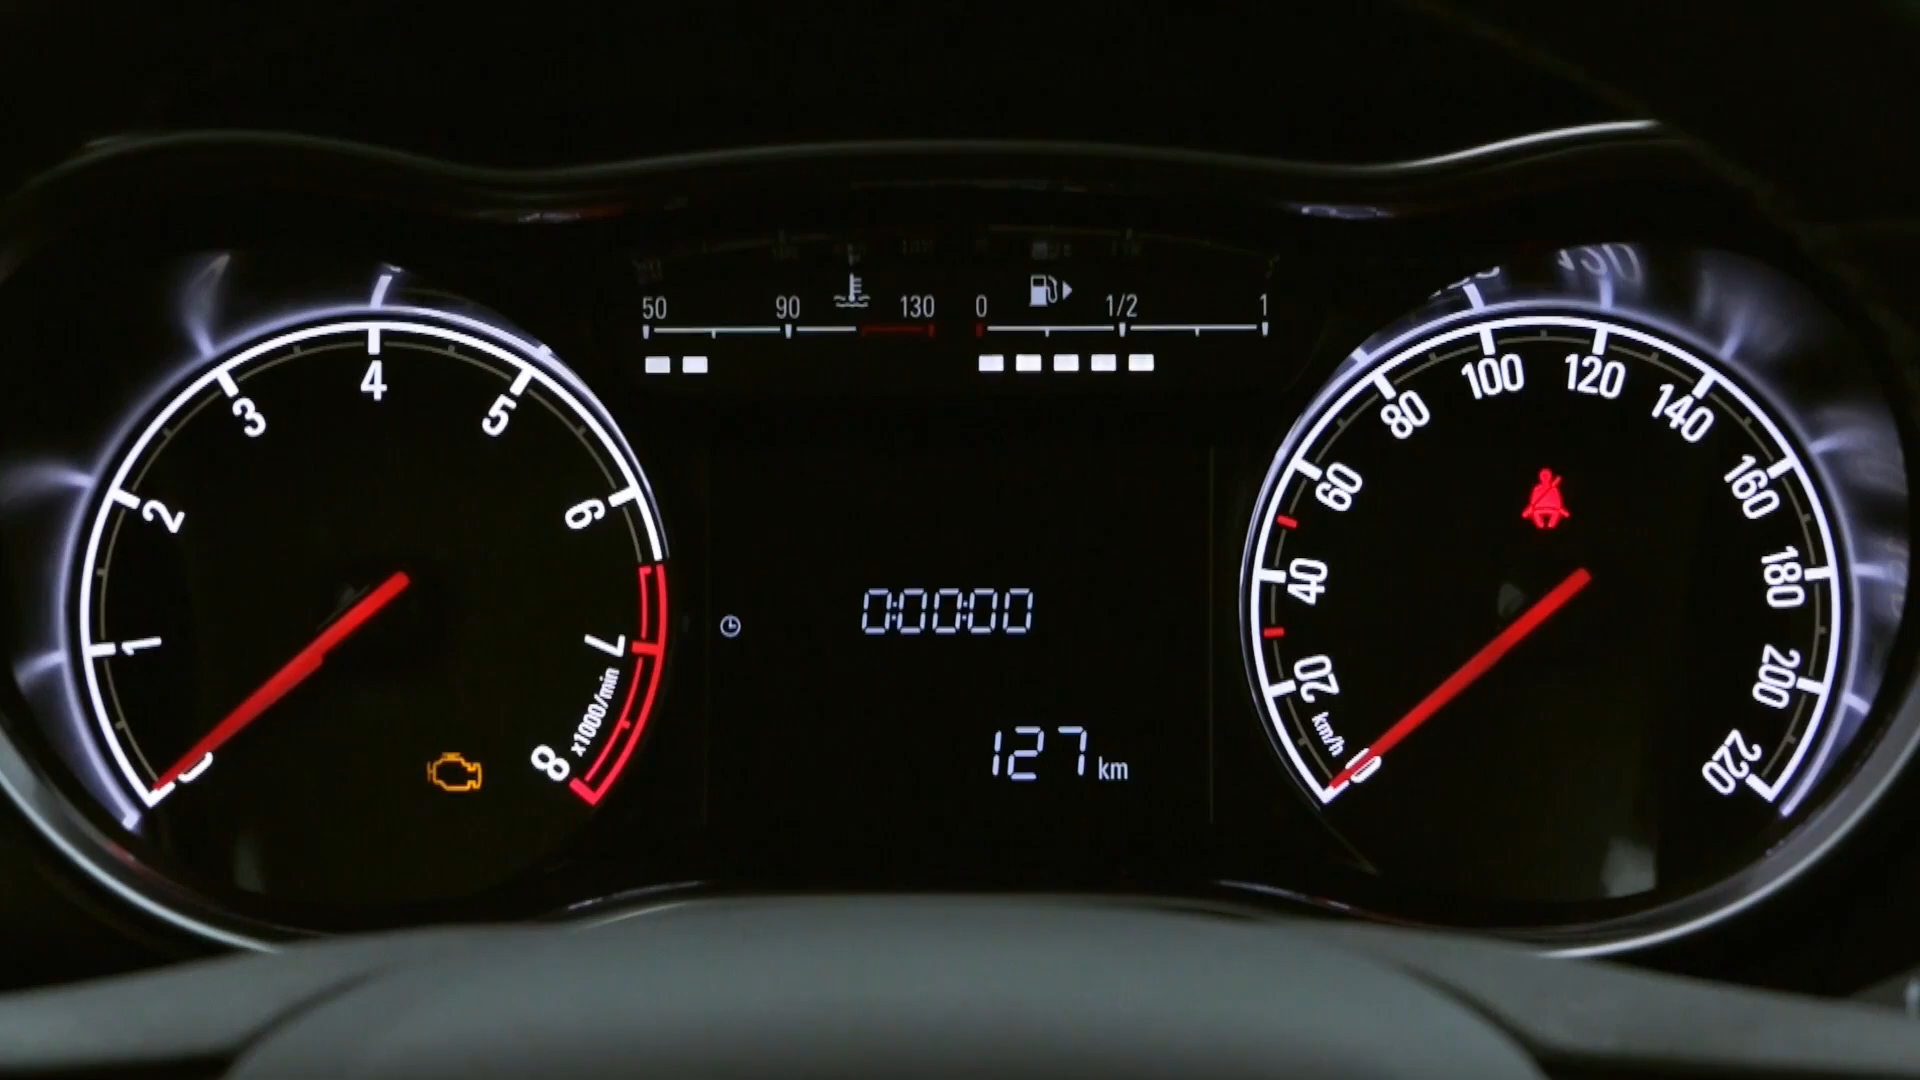 50 90 130
0 1/2 1
0 1 2 3 4 5 6 7 8
x1000/min
00:00:00
127 km
0 20 40 60 80 100 120 140 160 180 200 220
km/h